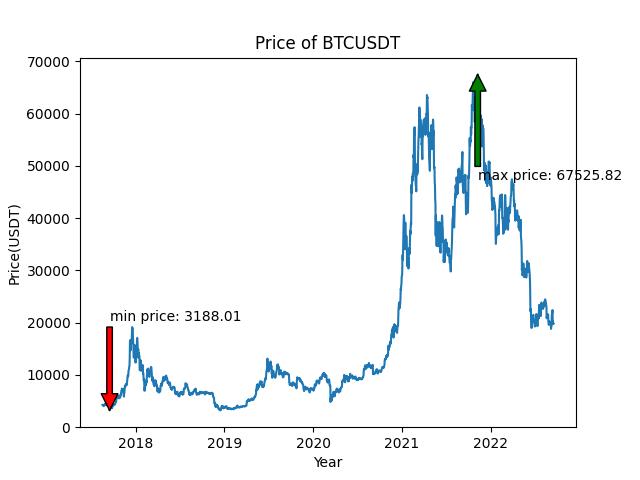 Price of BTCUSDT
70000
60000
50000
40000
30000
20000
10000
0
Price(USDT)
max price: 67525.82
min price: 3188.01
2018 2019 2020 2021 2022
Year